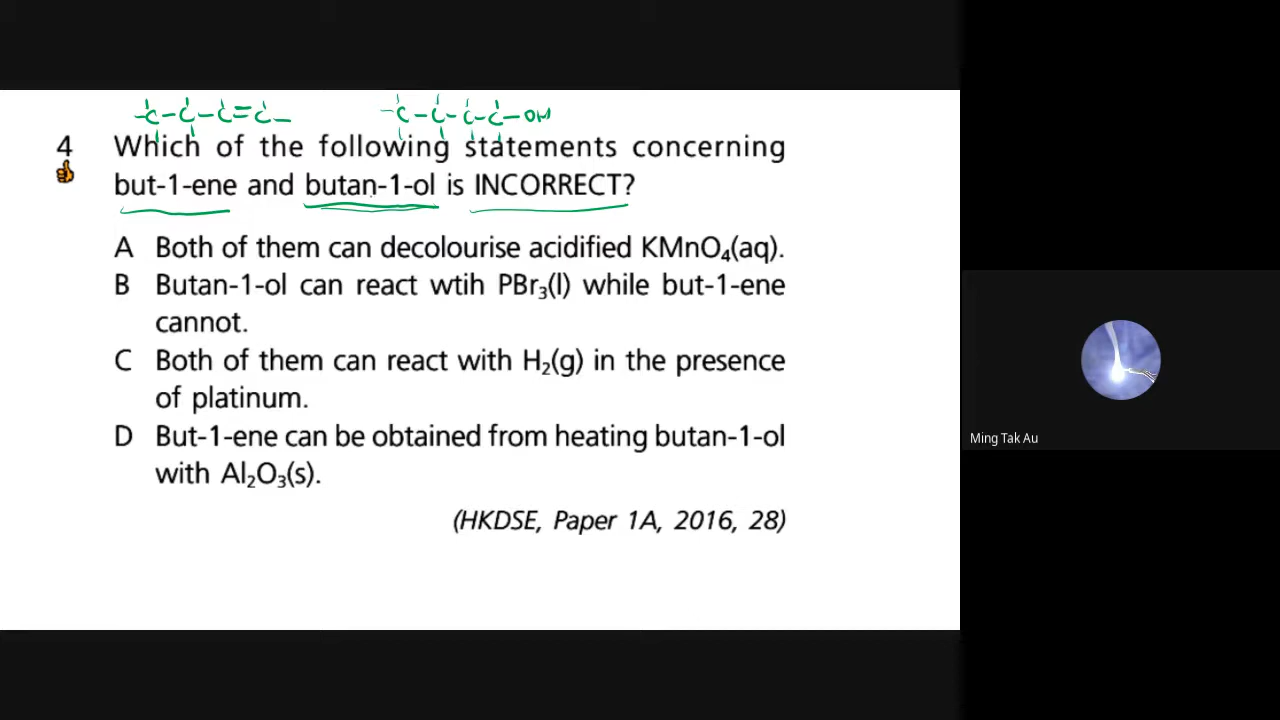 -C-C-C=C-
-C-C-C-C-OH
4 Which of the following statements concerning
but-1-ene and butan-1-ol is INCORRECT?
A Both of them can decolourise acidified KMnO₄(aq).
B Butan-1-ol can react wtih PBr₃(l) while but-1-ene
cannot.
C Both of them can react with H₂(g) in the presence
of platinum.
D But-1-ene can be obtained from heating butan-1-ol
with Al₂O₃(s).
(HKDSE, Paper 1A, 2016, 28)
Ming Tak Au